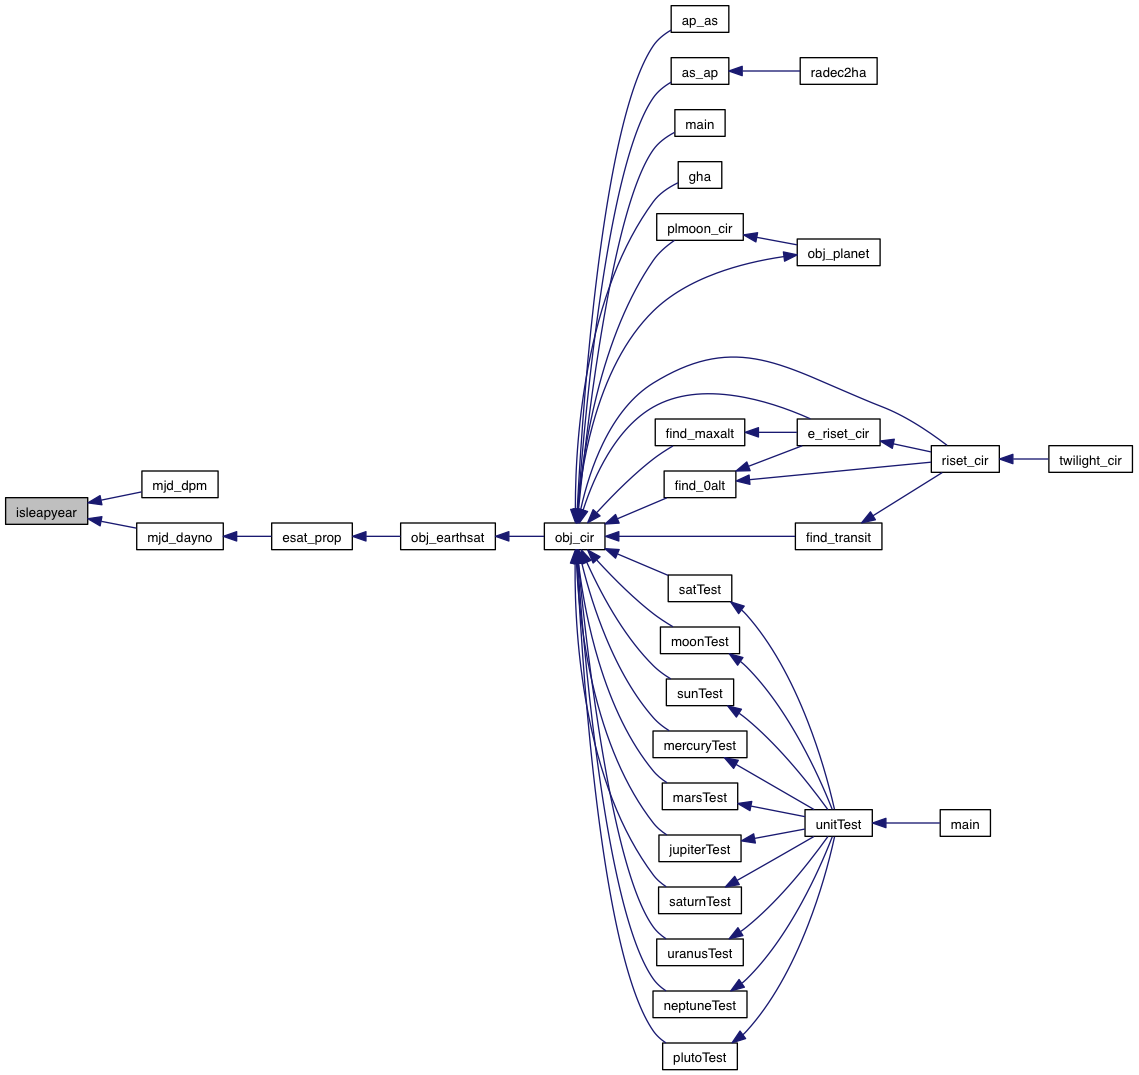 ap_as
as_ap
radec2ha
main
gha
plmoon_cir
obj_planet
find_maxalt
e_riset_cir
riset_cir
twilight_cir
find_0alt
mjd_dpm
isleapyear
mjd_dayno
esat_prop
obj_earthsat
obj_cir
find_transit
satTest
moonTest
sunTest
mercuryTest
marsTest
unitTest
main
jupiterTest
saturnTest
uranusTest
neptuneTest
plutoTest